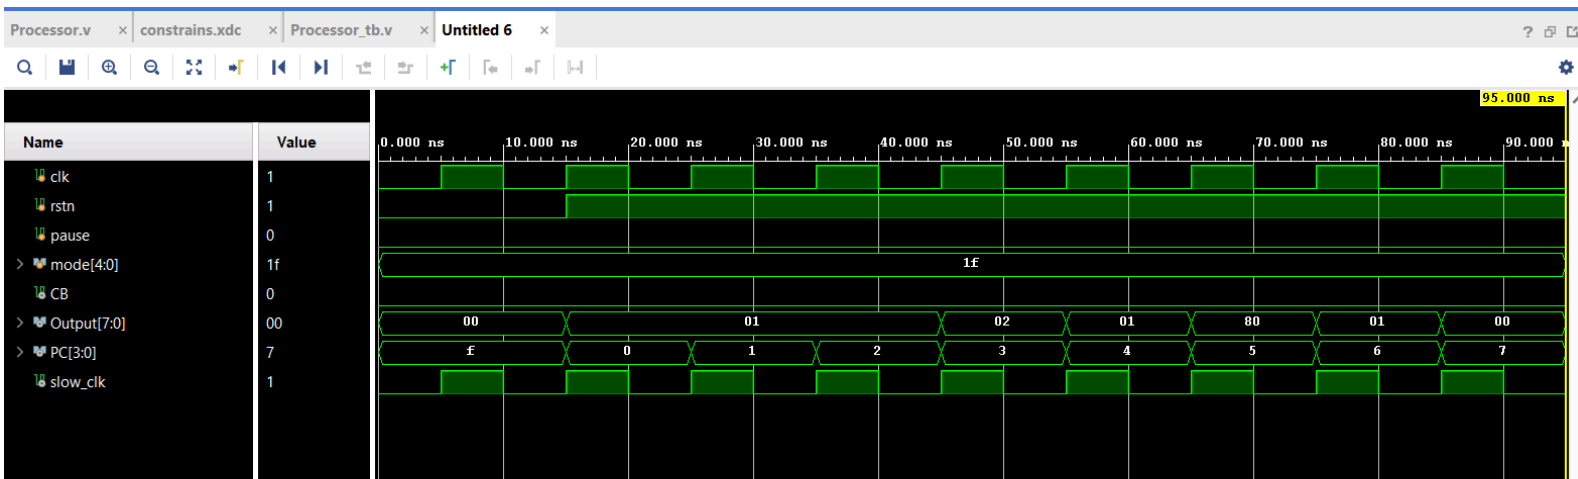 Processor.v × constrains.xdc × Processor_tb.v × Untitled 6 × ?
95.000 ns
Name Value 0.000 ns 10.000 ns 20.000 ns 30.000 ns 40.000 ns 50.000 ns 60.000 ns 70.000 ns 80.000 ns 90.000 n
clk 1
rstn 1
pause 0
> mode[4:0] 1f 1f
CB 0
> Output[7:0] 00 00 01 02 01 80 01 00
> PC[3:0] 7 f 0 1 2 3 4 5 6 7
slow_clk 1